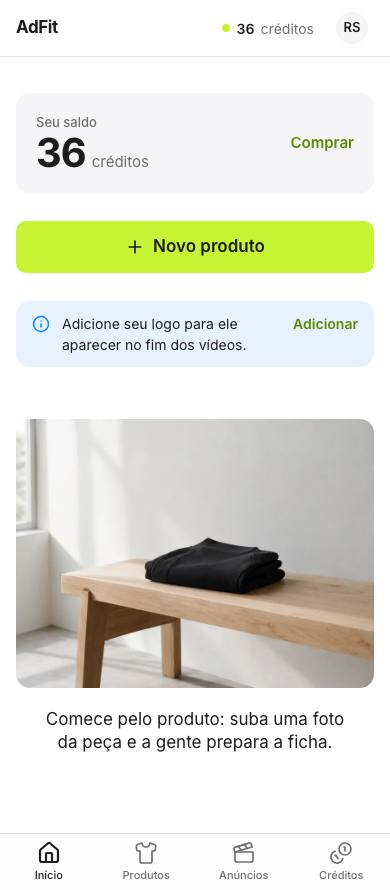 AdFit
36 créditos
RS
Seu saldo
36 créditos
Comprar
+ Novo produto
Adicione seu logo para ele
aparecer no fim dos vídeos.
Adicionar
Comece pelo produto: suba uma foto
da peça e a gente prepara a ficha.
Início
Produtos
Anúncios
Créditos